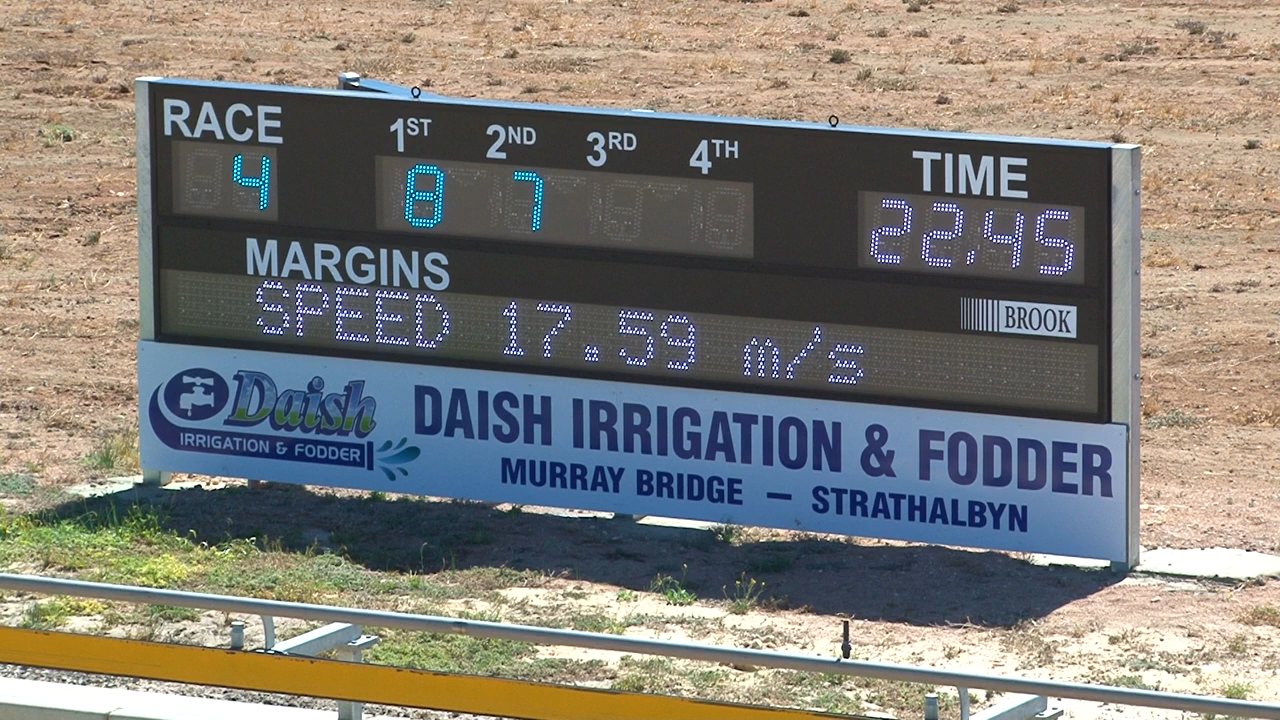 RACE 1ST 2ND 3RD 4TH TIME
4 8 7 22.45
MARGINS
SPEED 17.59 m/s
BROOK
Daish
IRRIGATION & FODDER
DAISH IRRIGATION & FODDER
MURRAY BRIDGE – STRATHALBYN